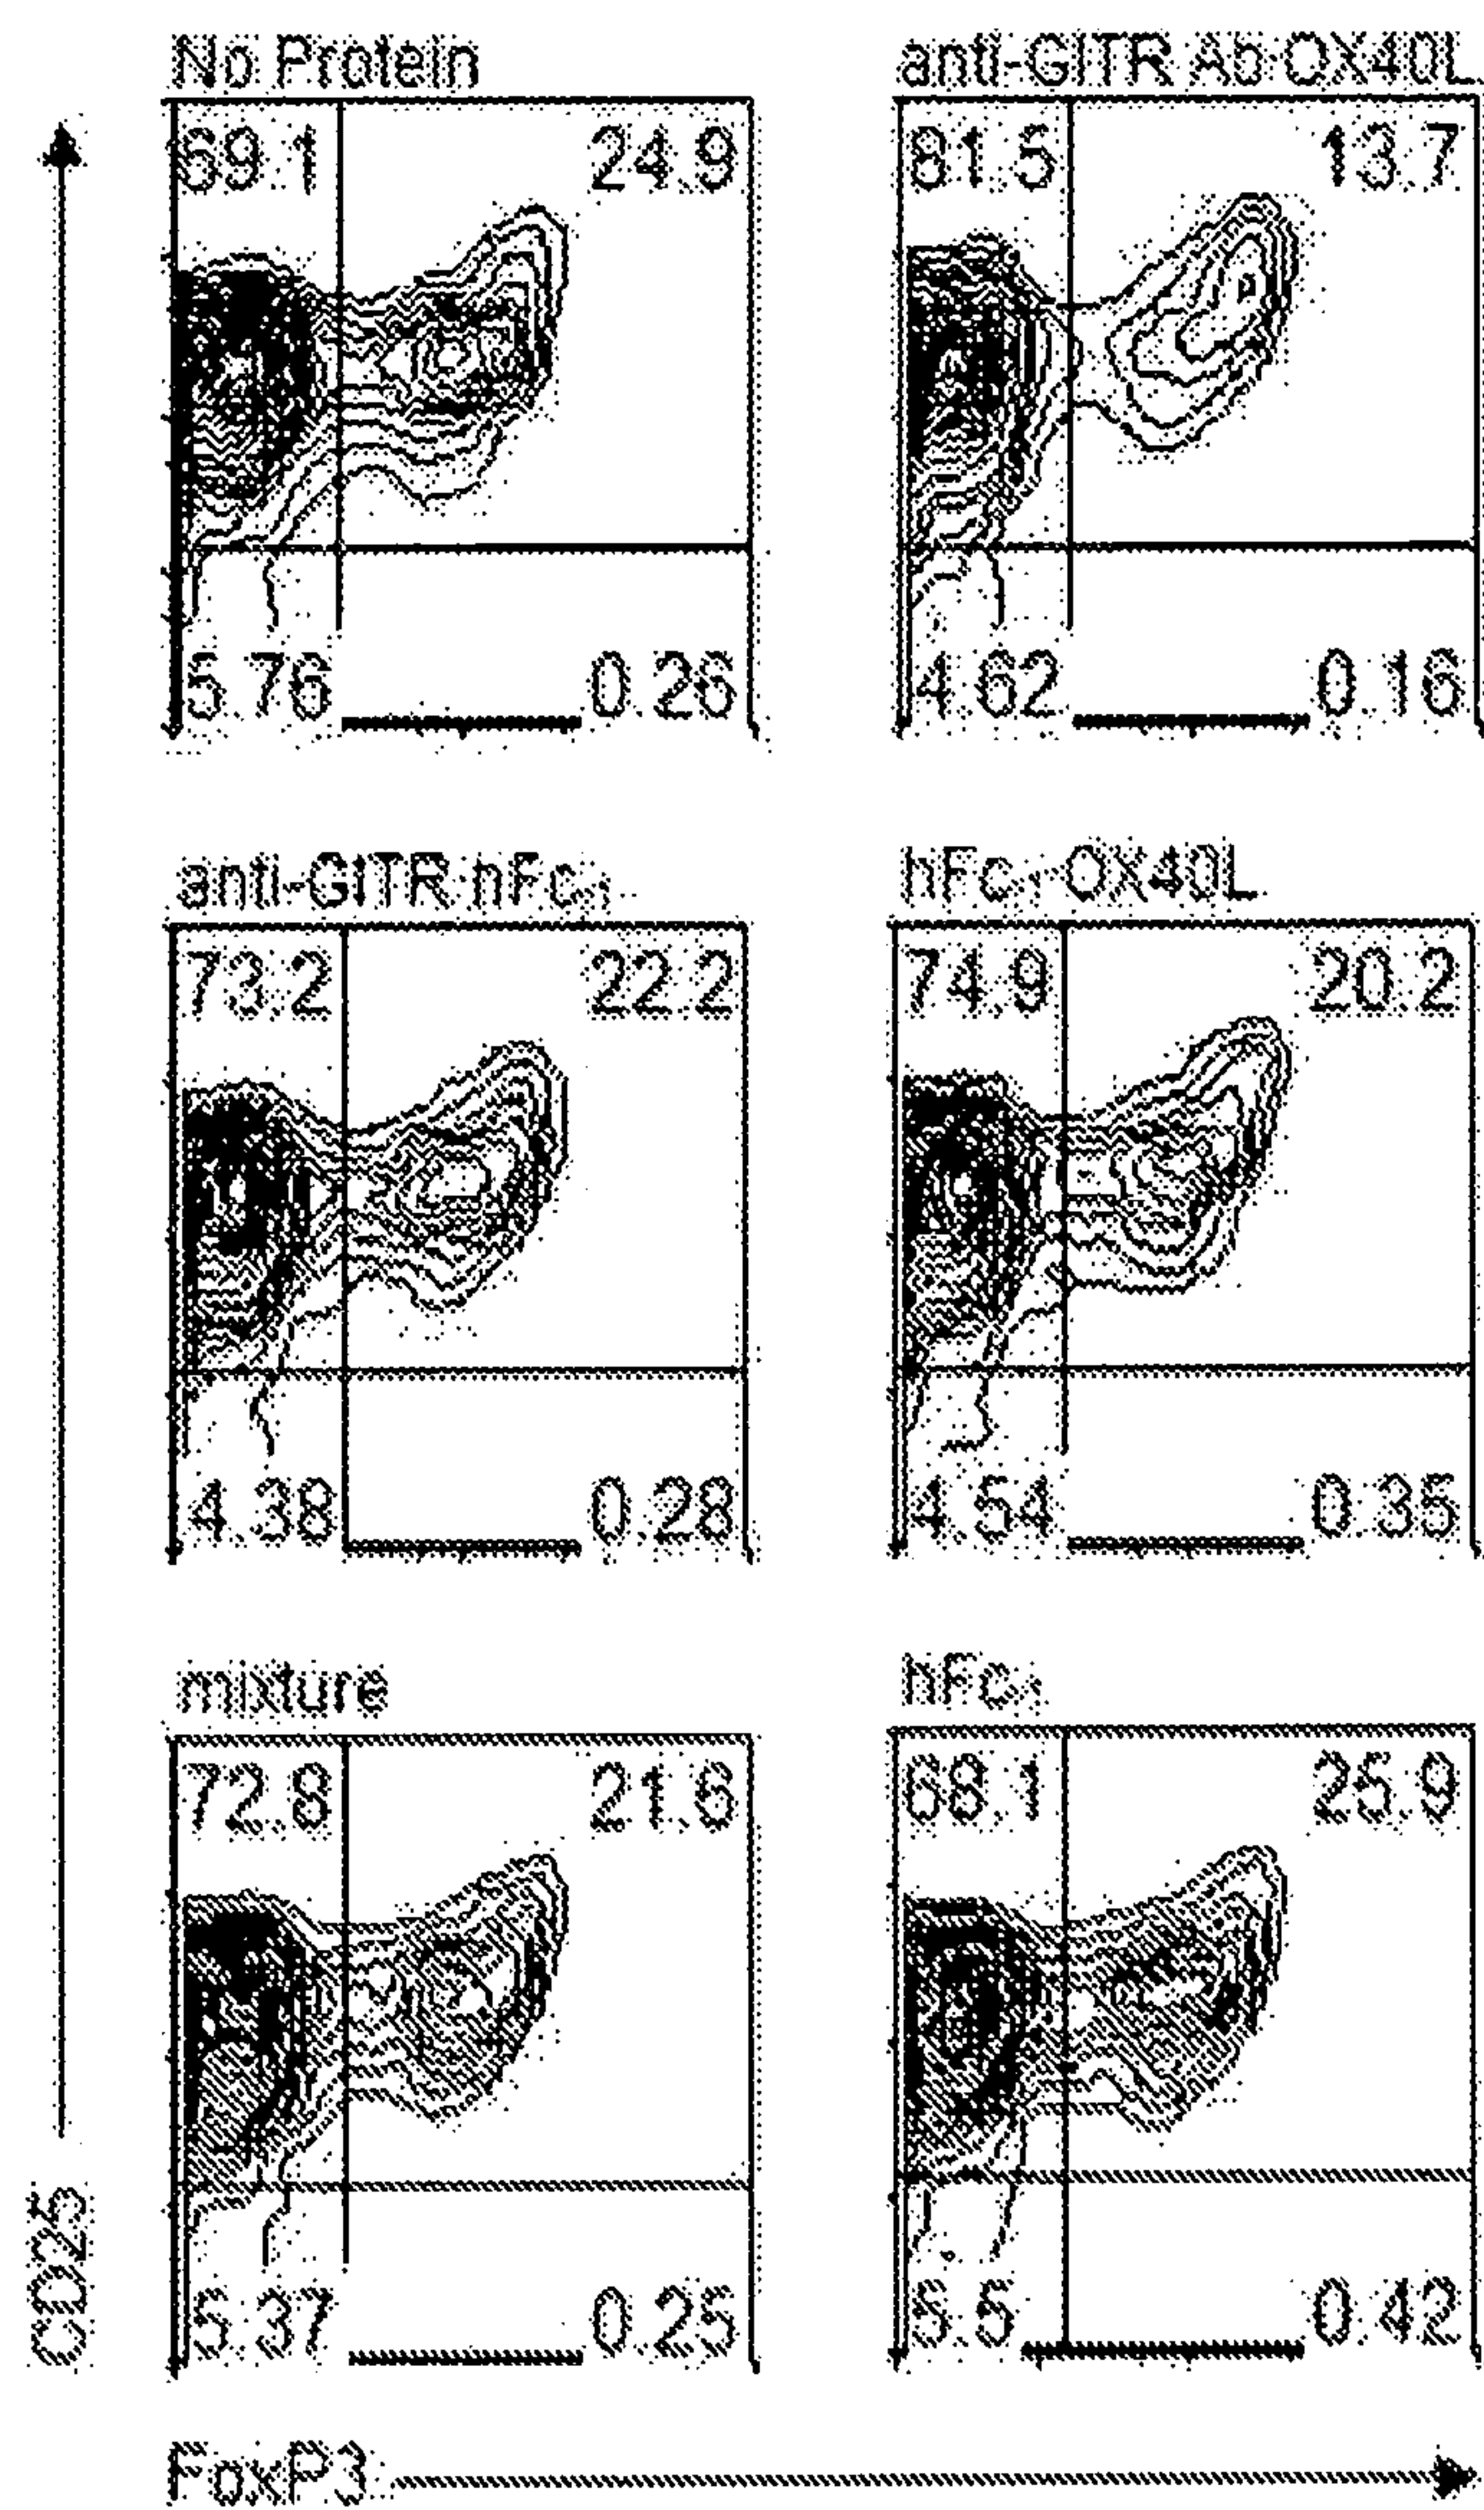 No Protein
anti-GITR Ab-OX40L
69.1 24.9
81.5 13.7
5.76 0.26
4.62 0.16
anti-GITR hFc₁
hFc₁-OX40L
73.2 22.2
74.9 20.2
4.38 0.28
4.54 0.35
mixture
hFc₁
72.8 21.6
68.1 25.9
5.37 0.25
5.5 0.42
CD25
FoxP3